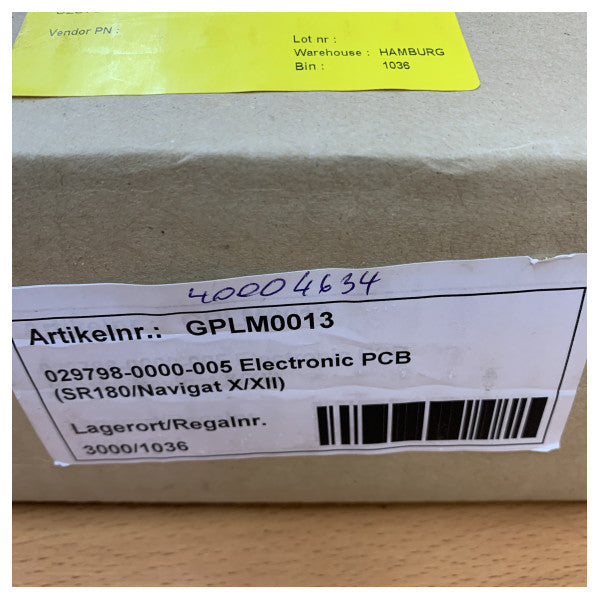 Vendor PN :
Lot nr :
Warehouse : HAMBURG
Bin : 1036
40004634
Artikelnr.: GPLM0013
029798-0000-005 Electronic PCB
(SR180/Navigat X/XII)
Lagerort/Regalnr.
3000/1036